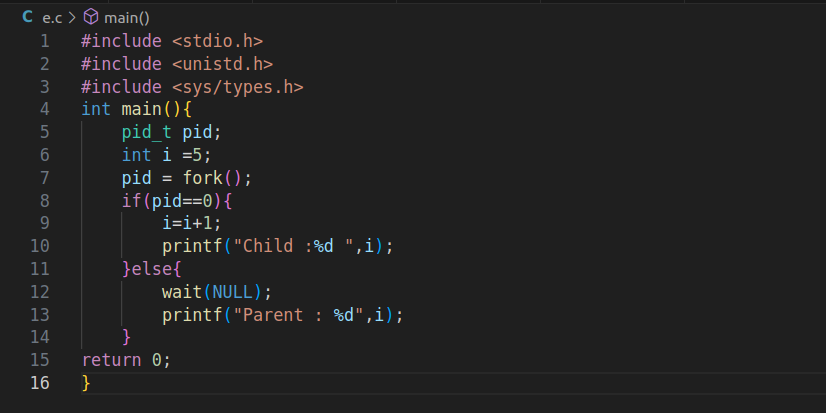 C e.c > main()
1 #include <stdio.h>
2 #include <unistd.h>
3 #include <sys/types.h>
4 int main(){
5     pid_t pid;
6     int i =5;
7     pid = fork();
8     if(pid==0){
9         i=i+1;
10         printf("Child :%d ",i);
11     }else{
12         wait(NULL);
13         printf("Parent : %d",i);
14     }
15 return 0;
16 }